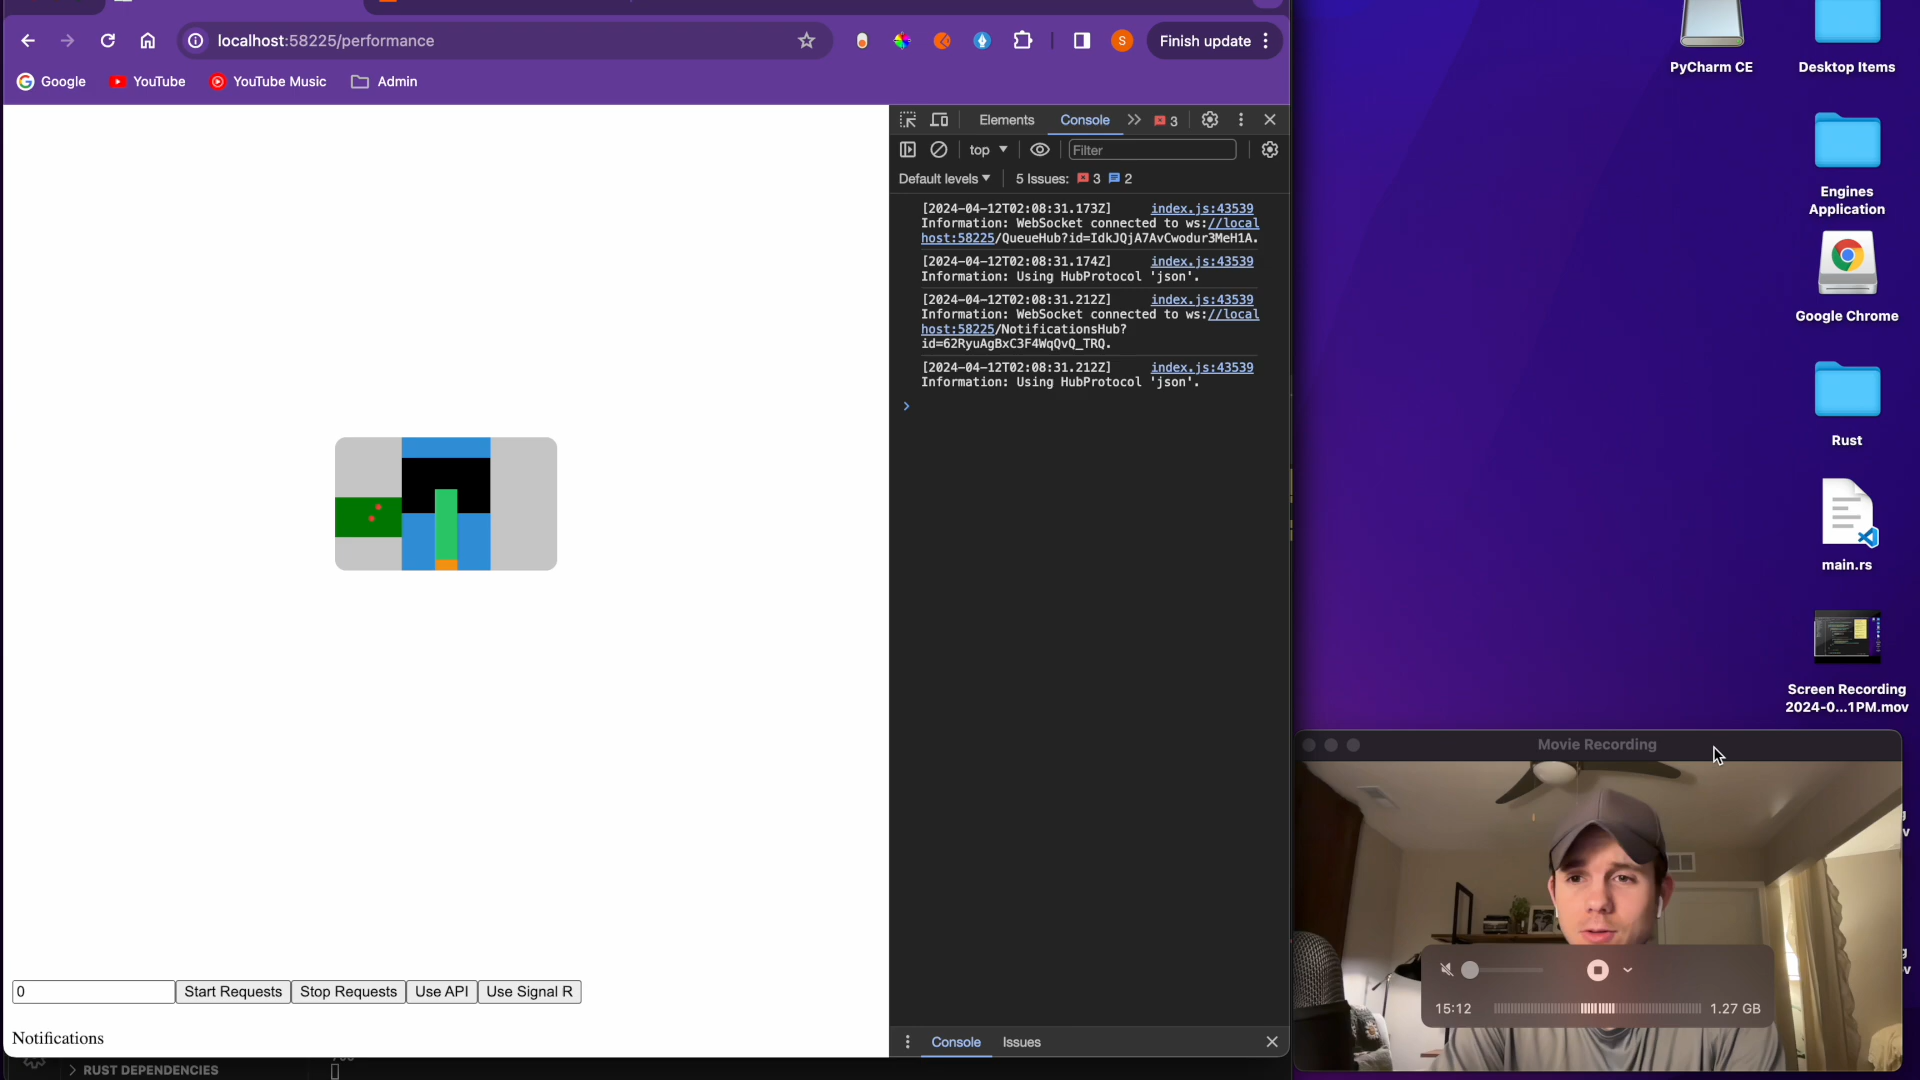 localhost:58225/performance
S
Finish update
Google
YouTube
YouTube Music
Admin
Elements
Console
3
top
Filter
Default levels
5 Issues:
3
2
[2024-04-12T02:08:31.173Z] index.js:43539
Information: WebSocket connected to ws://local
host:58225/QueueHub?id=IdkJQjA7AvCwodur3MeH1A.
[2024-04-12T02:08:31.174Z] index.js:43539
Information: Using HubProtocol 'json'.
[2024-04-12T02:08:31.212Z] index.js:43539
Information: WebSocket connected to ws://local
host:58225/NotificationsHub?
id=62RyuAgBxC3F4WqQvQ_TRQ.
[2024-04-12T02:08:31.212Z] index.js:43539
Information: Using HubProtocol 'json'.
0
Start Requests
Stop Requests
Use API
Use Signal R
Notifications
Console
Issues
RUST DEPENDENCIES
PyCharm CE
Desktop Items
Engines
Application
Google Chrome
Rust
main.rs
Screen Recording
2024-0...1PM.mov
Movie Recording
15:12
1.27 GB